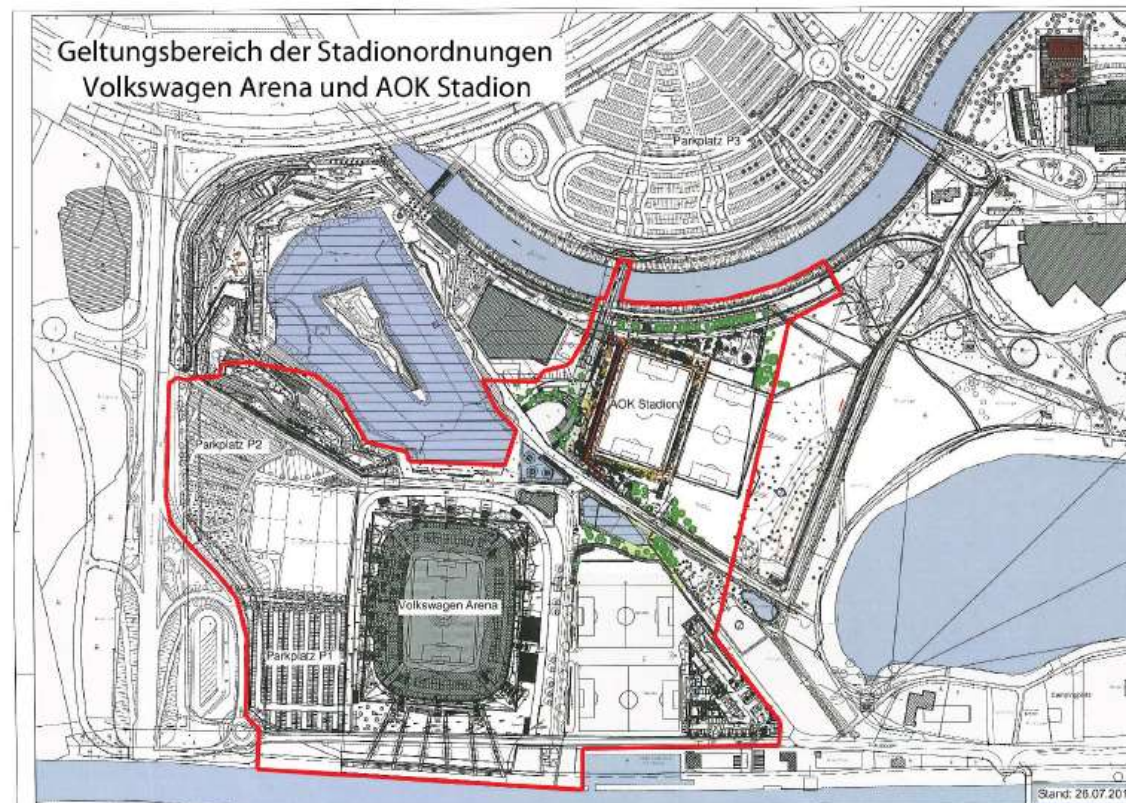 Geltungsbereich der Stadionordnungen
Volkswagen Arena und AOK Stadion
Parkplatz P3
AOK Stadion
Parkplatz P2
Volkswagen Arena
Parkplatz P1
Campingplatz
Stand: 26.07.201